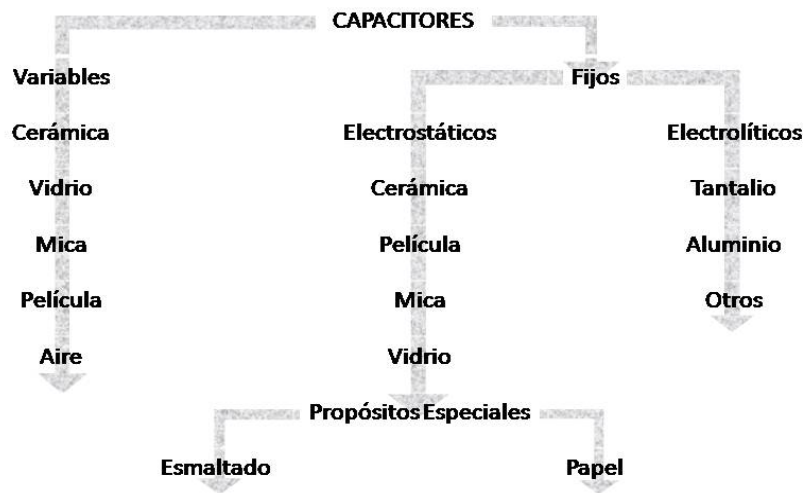 CAPACITORES
Variables
Fijos
Cerámica
Electrostáticos
Electrolíticos
Vidrio
Cerámica
Tantalio
Mica
Película
Aluminio
Película
Mica
Otros
Aire
Vidrio
Propósitos Especiales
Esmaltado
Papel